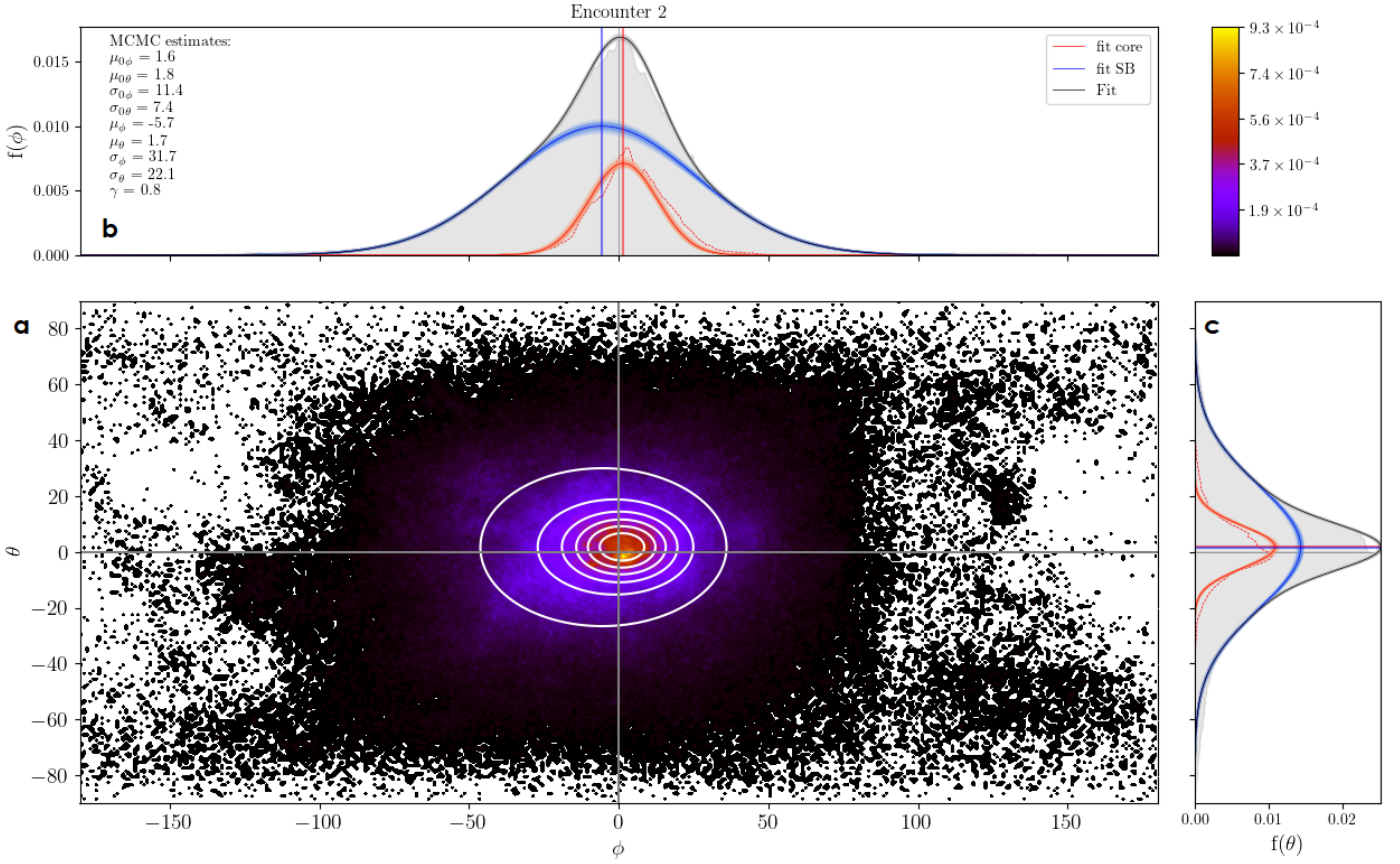 Encounter 2
MCMC estimates:
μ₀φ = 1.6
μ₀θ = 1.8
σ₀φ = 11.4
σ₀θ = 7.4
μφ = -5.7
μθ = 1.7
σφ = 31.7
σθ = 22.1
γ = 0.8
fit core
fit SB
Fit
f(φ)
0.015
0.010
0.005
0.000
b
9.3 × 10⁻⁴
7.4 × 10⁻⁴
5.6 × 10⁻⁴
3.7 × 10⁻⁴
1.9 × 10⁻⁴
a
θ
80
60
40
20
0
−20
−40
−60
−80
−150 −100 −50 0 50 100 150
φ
c
0.00 0.01 0.02
f(θ)